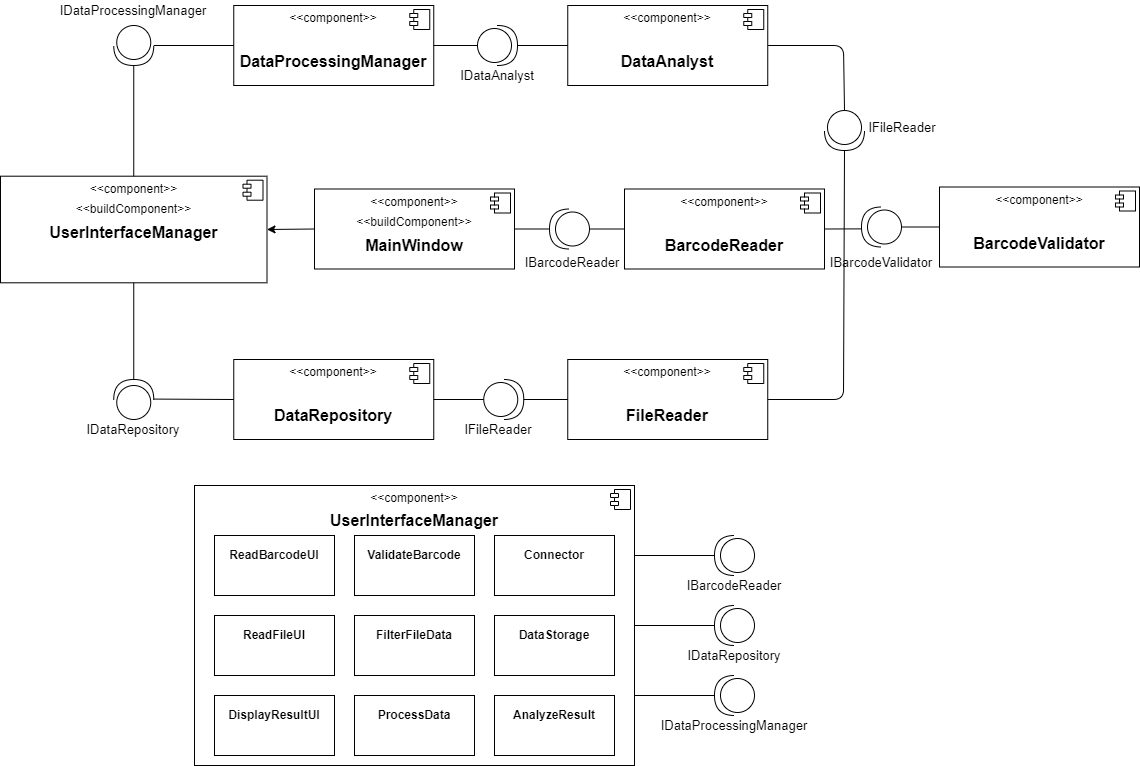 IDataProcessingManager
<<component>>
DataProcessingManager
IDataAnalyst
<<component>>
DataAnalyst
IFileReader
<<component>>
<<buildComponent>>
UserInterfaceManager
<<component>>
<<buildComponent>>
MainWindow
IBarcodeReader
<<component>>
BarcodeReader
IBarcodeValidator
<<component>>
BarcodeValidator
IDataRepository
<<component>>
DataRepository
IFileReader
<<component>>
FileReader
<<component>>
UserInterfaceManager
ReadBarcodeUI
ValidateBarcode
Connector
IBarcodeReader
ReadFileUI
FilterFileData
DataStorage
IDataRepository
DisplayResultUI
ProcessData
AnalyzeResult
IDataProcessingManager